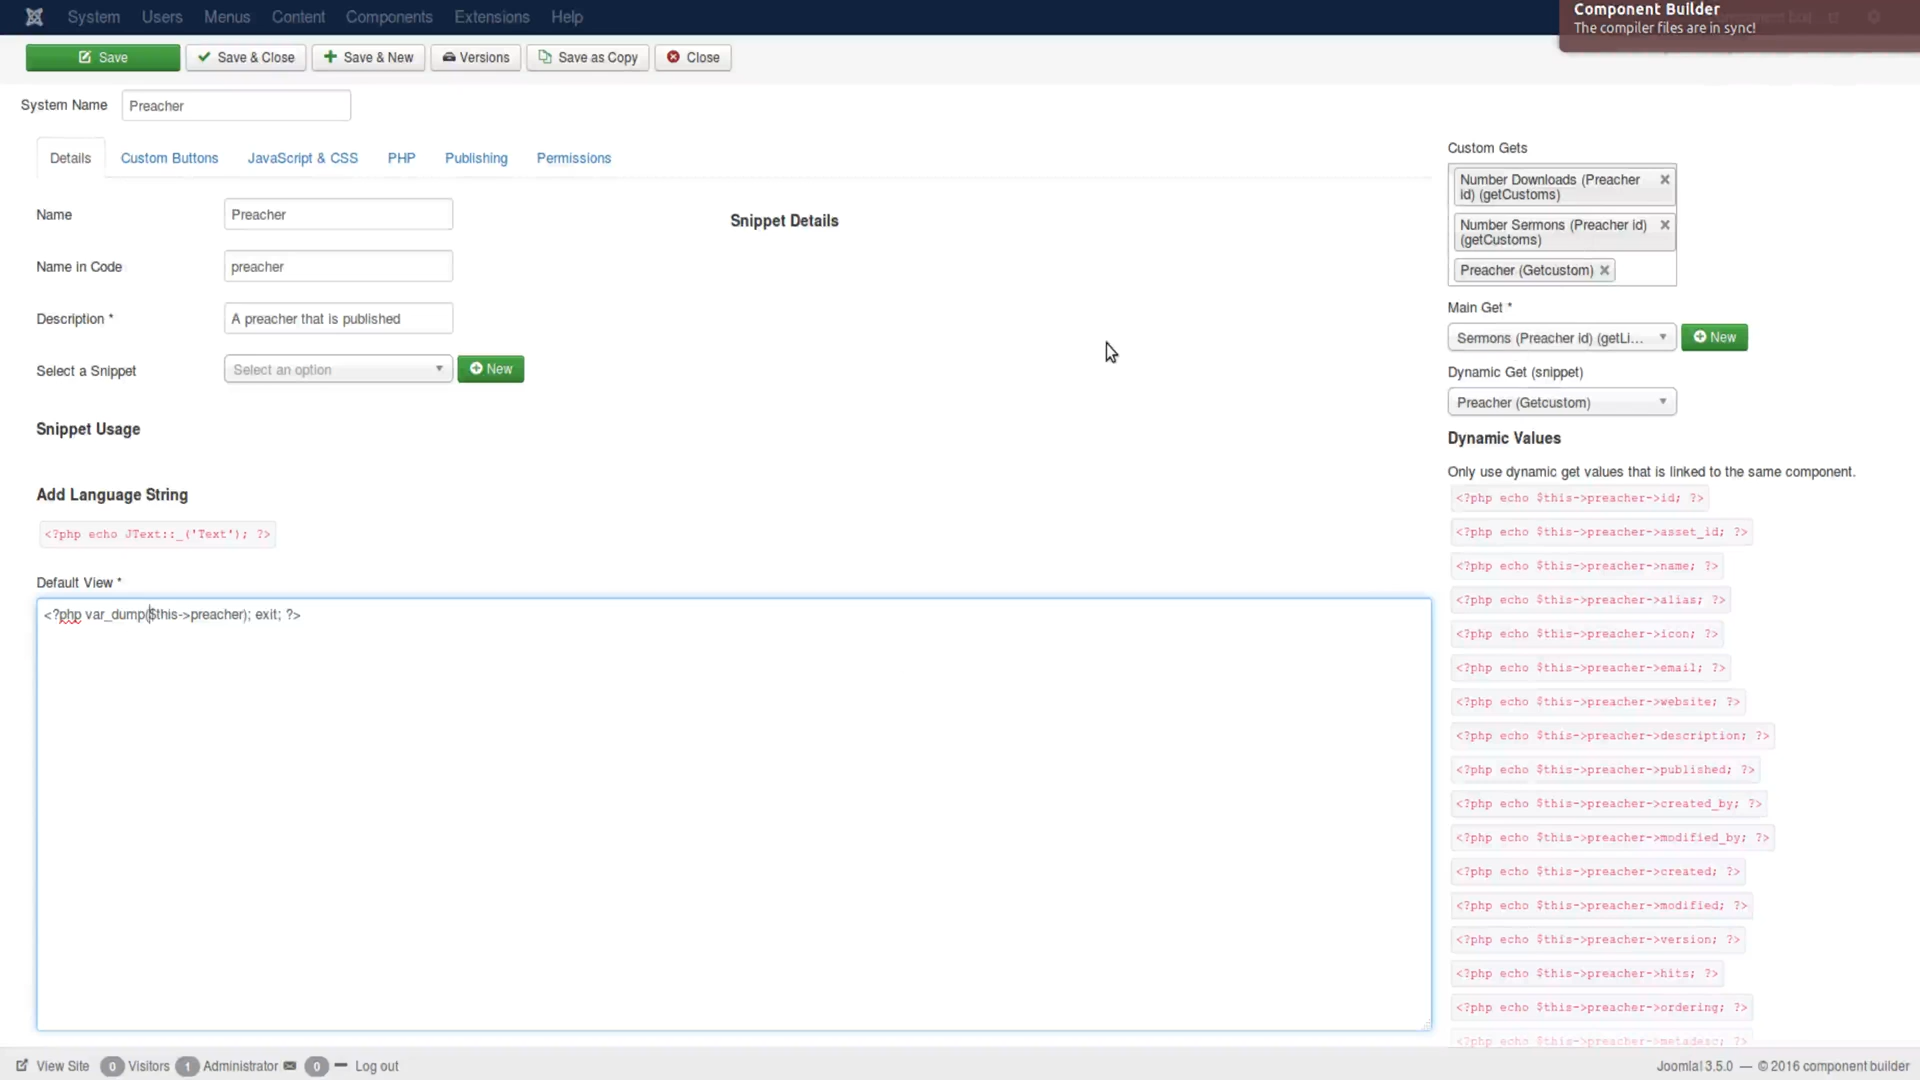 System Users Menus Content Components Extensions Help
Component Builder
The compiler files are in sync!
Save Save & Close Save & New Versions Save as Copy Close
System Name Preacher
Details Custom Buttons JavaScript & CSS PHP Publishing Permissions
Name Preacher
Name in Code preacher
Description * A preacher that is published
Select a Snippet Select an option New
Snippet Usage
Add Language String
<?php echo JText::_('Text'); ?>
Default View *
<?php var_dump($this->preacher); exit; ?>
Snippet Details
Custom Gets
Number Downloads (Preacher
id) (getCustoms)
Number Sermons (Preacher id)
(getCustoms)
Preacher (Getcustom)
Main Get *
Sermons (Preacher id) (getLi... New
Dynamic Get (snippet)
Preacher (Getcustom)
Dynamic Values
Only use dynamic get values that is linked to the same component.
<?php echo $this->preacher->id; ?>
<?php echo $this->preacher->asset_id; ?>
<?php echo $this->preacher->name; ?>
<?php echo $this->preacher->alias; ?>
<?php echo $this->preacher->icon; ?>
<?php echo $this->preacher->email; ?>
<?php echo $this->preacher->website; ?>
<?php echo $this->preacher->description; ?>
<?php echo $this->preacher->published; ?>
<?php echo $this->preacher->created_by; ?>
<?php echo $this->preacher->modified_by; ?>
<?php echo $this->preacher->created; ?>
<?php echo $this->preacher->modified; ?>
<?php echo $this->preacher->version; ?>
<?php echo $this->preacher->hits; ?>
<?php echo $this->preacher->ordering; ?>
<?php echo $this->preacher->metadesc; ?>
View Site 0 Visitors 1 Administrator 0 Log out
Joomla! 3.5.0 — © 2016 component builder